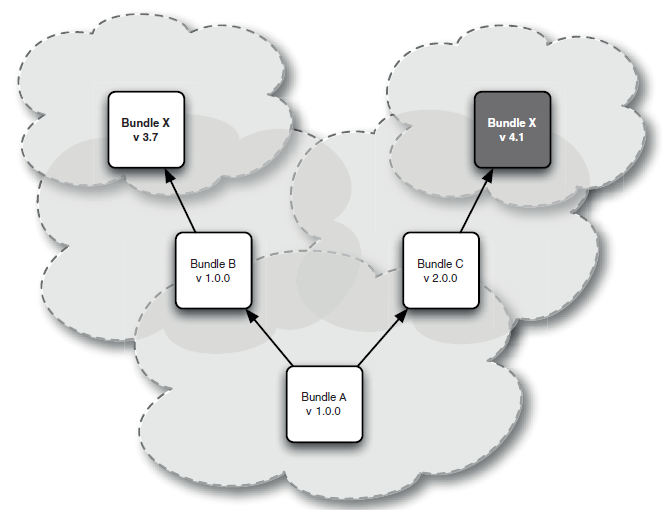 Bundle X
v 3.7
Bundle X
v 4.1
Bundle B
v 1.0.0
Bundle C
v 2.0.0
Bundle A
v 1.0.0